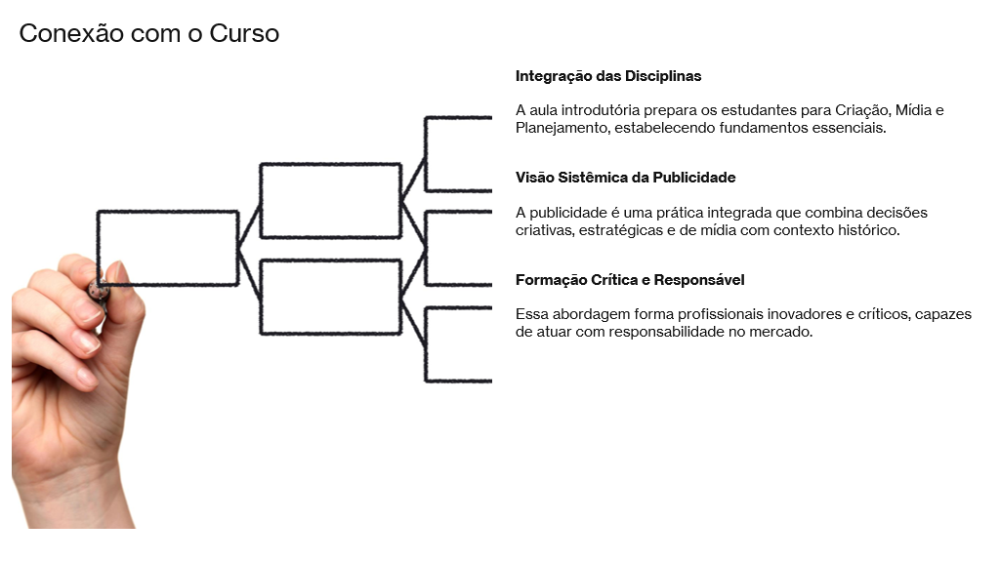 Conexão com o Curso
Integração das Disciplinas
A aula introdutória prepara os estudantes para Criação, Mídia e
Planejamento, estabelecendo fundamentos essenciais.
Visão Sistêmica da Publicidade
A publicidade é uma prática integrada que combina decisões
criativas, estratégicas e de mídia com contexto histórico.
Formação Crítica e Responsável
Essa abordagem forma profissionais inovadores e críticos, capazes
de atuar com responsabilidade no mercado.